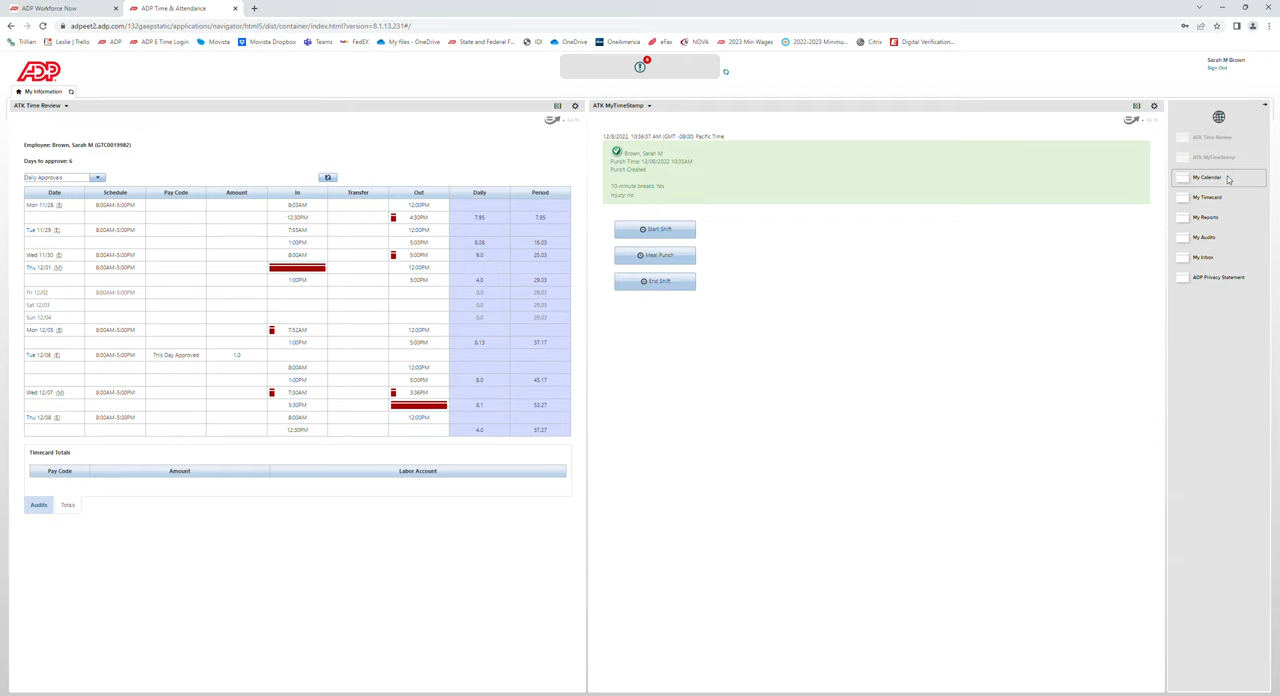 ADP Workforce Now
ADP Time & Attendance
adpeet2.adp.com/132gaepstatic/applications/navigator/html5/dist/container/index.html?version=8.1.13.231#/
Trillian Leslie | Trello ADP ADP E Time Login Movista Movista Dropbox Teams FedEX My files - OneDrive State and Federal F... IDI OneDrive OneAmerica eFax NOVA 2023 Min Wages 2022-2023 Minimu... Citrix Digital Verification...
ADP
4
Sarah M Brown
Sign Out
My Information
ATK Time Review
Go To
Employee: Brown, Sarah M (GTC0019982)
Days to approve: 6
Daily Approvals
Date Schedule Pay Code Amount In Transfer Out Daily Period
Mon 11/28 (E) 8:00AM-5:00PM 8:03AM 12:00PM
12:30PM 4:30PM 7.95 7.95
Tue 11/29 (E) 8:00AM-5:00PM 7:55AM 12:00PM
1:00PM 5:00PM 8.08 16.03
Wed 11/30 (E) 8:00AM-5:00PM 8:00AM 5:00PM 9.0 25.03
Thu 12/01 (M) 8:00AM-5:00PM 12:00PM
1:00PM 5:00PM 4.0 29.03
Fri 12/02 8:00AM-5:00PM 0.0 29.03
Sat 12/03 0.0 29.03
Sun 12/04 0.0 29.03
Mon 12/05 (E) 8:00AM-5:00PM 7:52AM 12:00PM
1:00PM 5:00PM 8.13 37.17
Tue 12/06 (E) 8:00AM-5:00PM This Day Approved 1.0
8:00AM 12:00PM
1:00PM 5:00PM 8.0 45.17
Wed 12/07 (M) 8:00AM-5:00PM 7:30AM 3:36PM
5:30PM 8.1 53.27
Thu 12/08 (E) 8:00AM-5:00PM 8:00AM 12:00PM
12:30PM 4.0 57.27
Timecard Totals
Pay Code Amount Labor Account
Audits Totals
ATK MyTimeStamp
Go To
12/8/2022, 10:36:37 AM (GMT -08:00) Pacific Time
Brown, Sarah M
Punch Time: 12/08/2022 10:35AM
Punch Created
10-minute breaks: Yes
Injury: no
Start Shift
Meal Punch
End Shift
ATK Time Review
ATK MyTimeStamp
My Calendar
My Timecard
My Reports
My Audits
My Inbox
ADP Privacy Statement